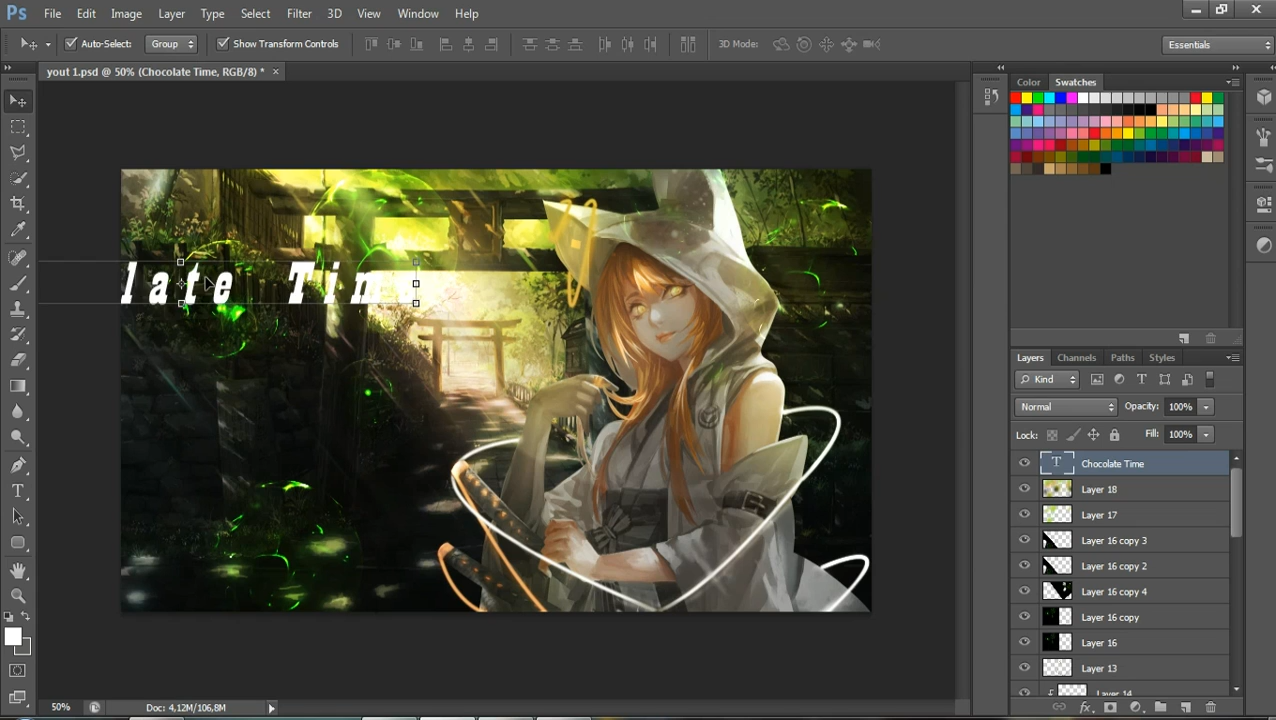 Ps File Edit Image Layer Type Select Filter 3D View Window Help
Auto-Select: Group Show Transform Controls 3D Mode: Essentials
yout 1.psd @ 50% (Chocolate Time, RGB/8) * ×
Color Swatches
late Tim
Layers Channels Paths Styles
Kind
Normal Opacity: 100%
Lock: Fill: 100%
T Chocolate Time
Layer 18
Layer 17
Layer 16 copy 3
Layer 16 copy 2
Layer 16 copy 4
Layer 16 copy
Layer 16
Layer 13
Layer 14
50% Doc: 4,12M/106,8M